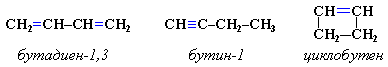 CH₂=CH–CH=CH₂
CH≡C–CH₂–CH₃
CH=CH
CH₂–CH₂
бутадиен-1,3
бутин-1
циклобутен